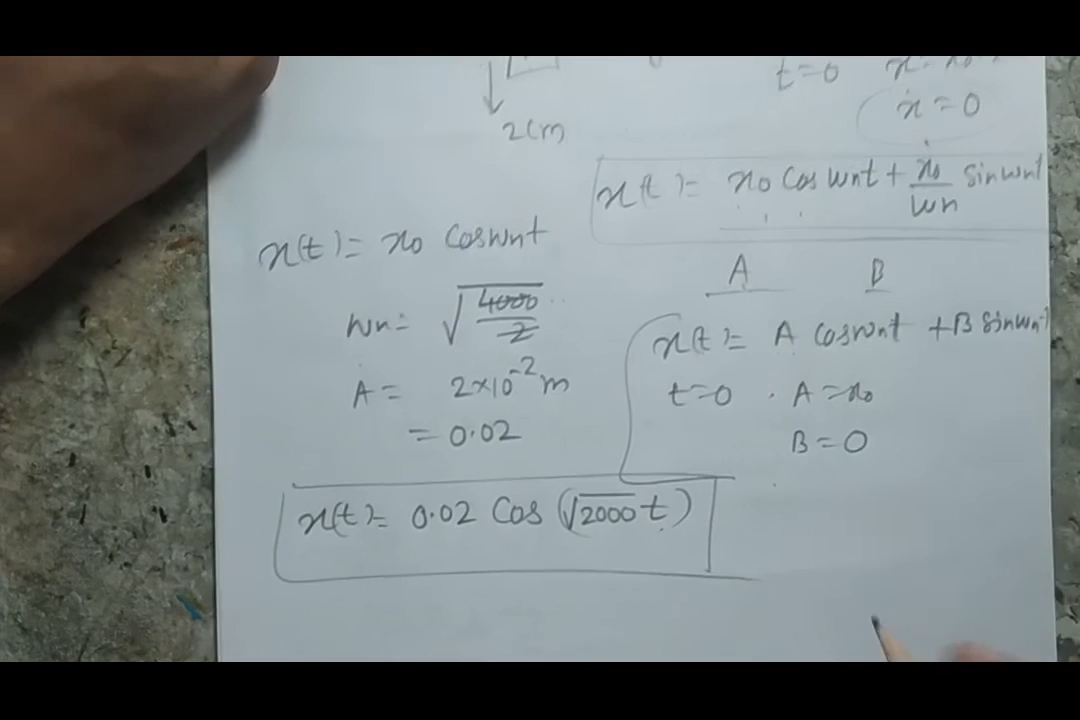 2cm
t=0
ẋ=0
x(t)= x0 cos wnt + ẋ0/wn sin wnt
x(t)= x0 coswnt
wn= √4000/2
A= 2×10⁻²m
= 0.02
A B
x(t)= A coswnt +B sinwnt
t=0 . A=x0
B=0
x(t)= 0.02 Cos (√2000 t)